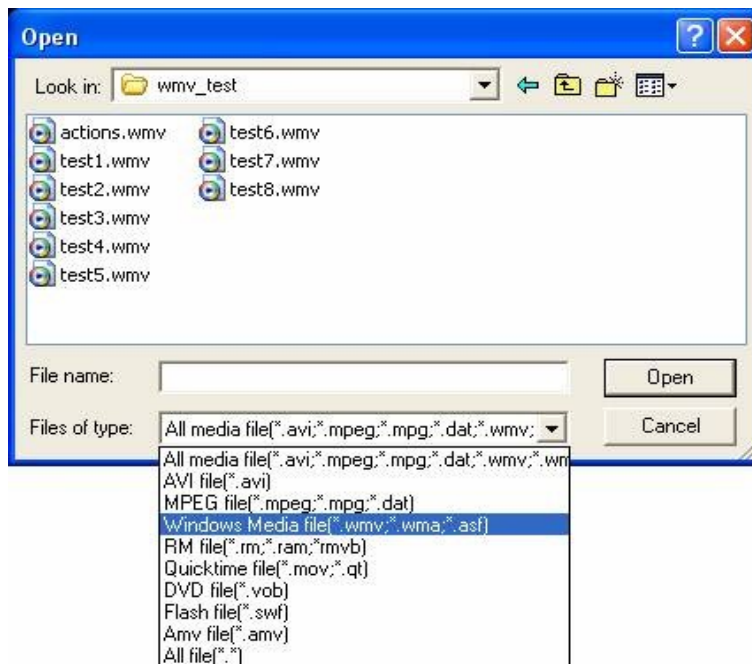 Open
Look in: wmv_test
actions.wmv
test1.wmv
test2.wmv
test3.wmv
test4.wmv
test5.wmv
test6.wmv
test7.wmv
test8.wmv
File name:
Open
Files of type: All media file(*.avi;*.mpeg;*.mpg;*.dat;*.wmv;
Cancel
All media file(*.avi;*.mpeg;*.mpg;*.dat;*.wmv;*.wm
AVI file(*.avi)
MPEG file(*.mpeg;*.mpg;*.dat)
Windows Media file(*.wmv;*.wma;*.asf)
RM file(*.rm;*.ram;*rmvb)
Quicktime file(*.mov;*.qt)
DVD file(*.vob)
Flash file(*.swf)
Amv file(*.amv)
All file(*.*)